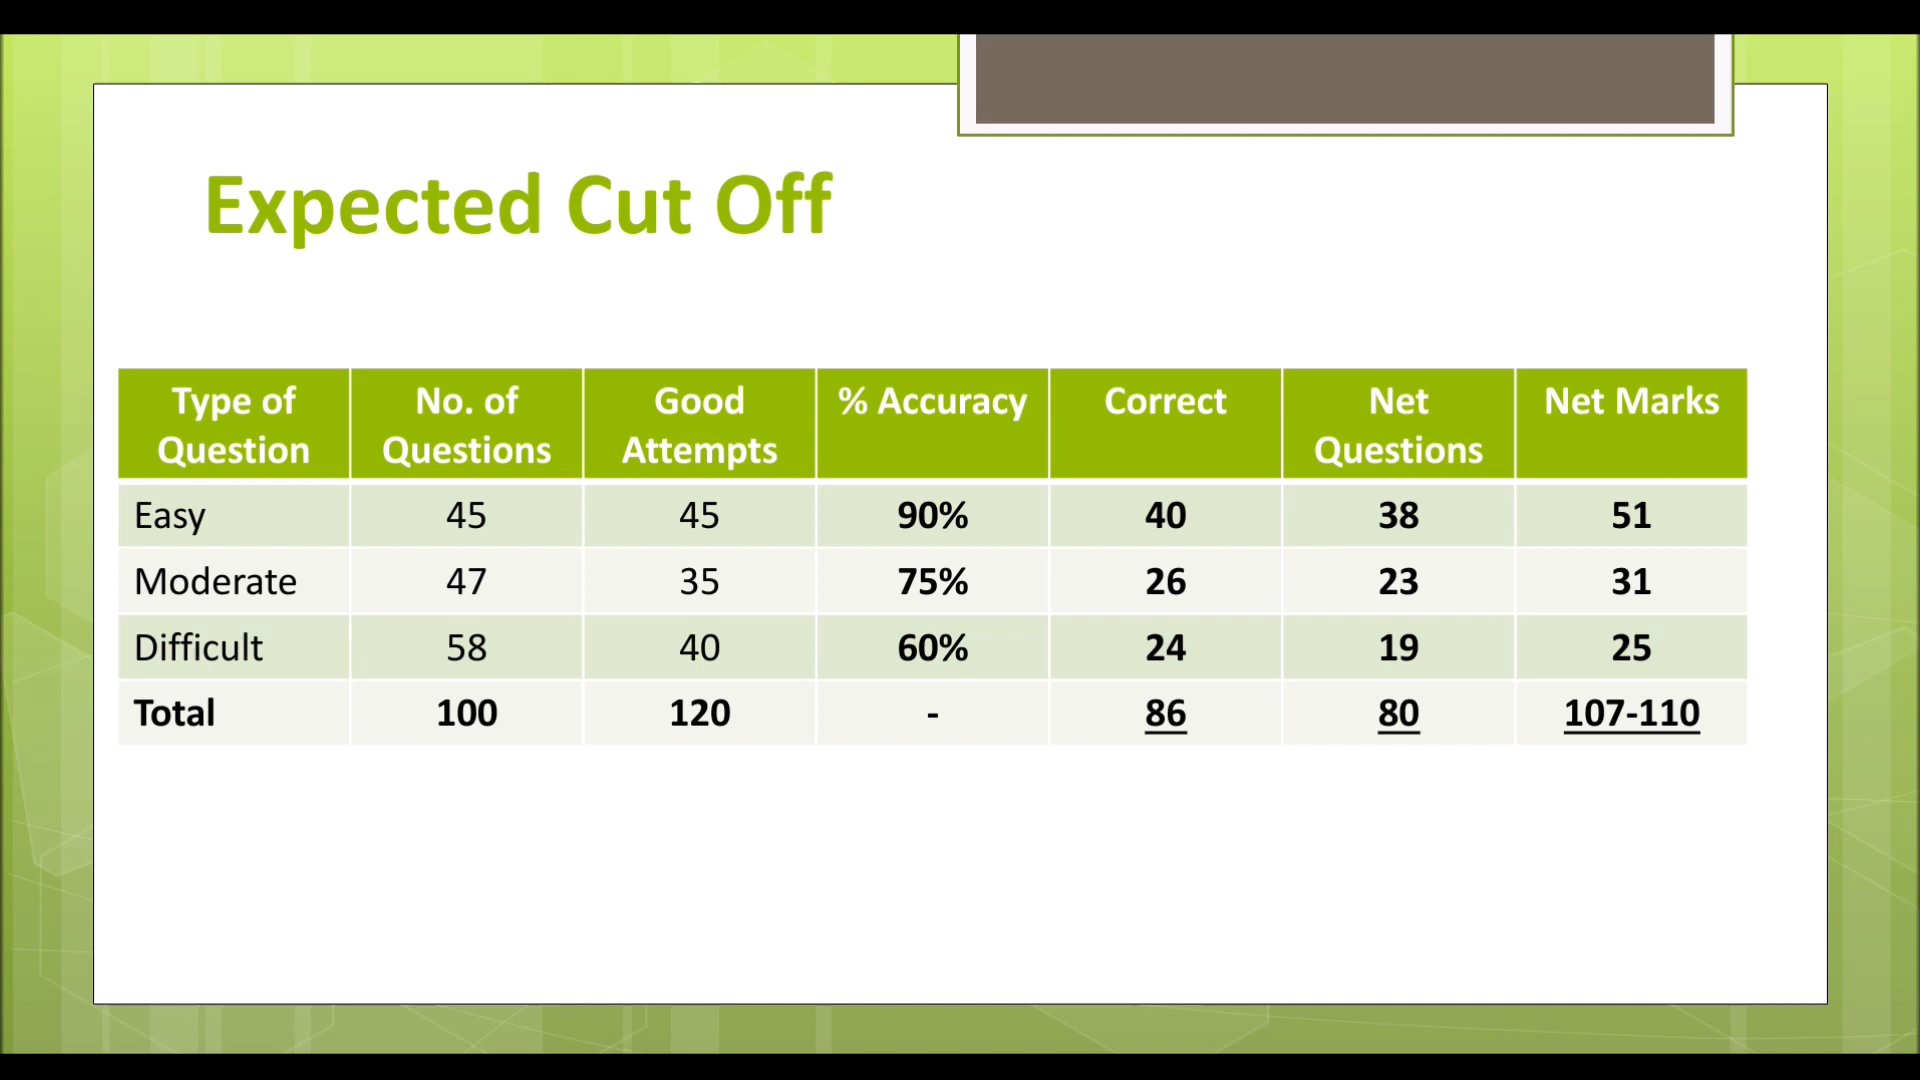 Expected Cut Off
Type of Question No. of Questions Good Attempts % Accuracy Correct Net Questions Net Marks
Easy 45 45 90% 40 38 51
Moderate 47 35 75% 26 23 31
Difficult 58 40 60% 24 19 25
Total 100 120 - 86 80 107-110